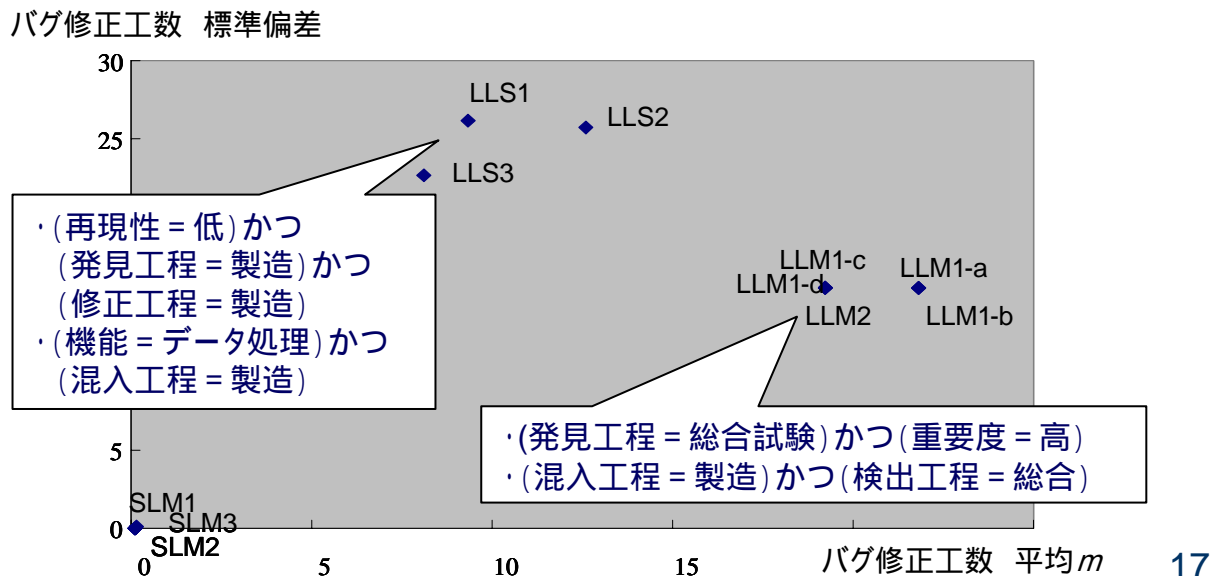 バグ修正工数 標準偏差
30
LLS1
LLS2
25
LLS3
・(再現性 = 低)かつ
(発見工程 = 製造)かつ
(修正工程 = 製造)
・(機能 = データ処理)かつ
(混入工程 = 製造)
LLM1-c
LLM1-a
LLM1-d
LLM2
LLM1-b
・(発見工程 = 総合試験)かつ(重要度 = 高)
・(混入工程 = 製造)かつ(検出工程 = 総合)
5
SLM1
0
SLM3
SLM2
0
5
10
15
バグ修正工数 平均m
17